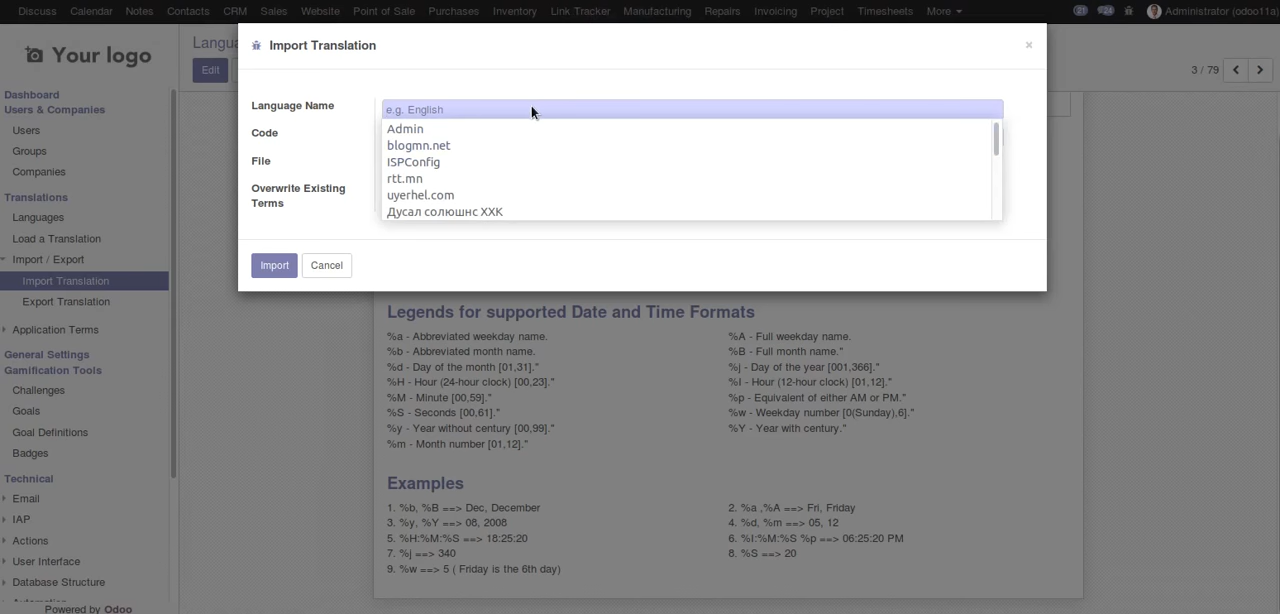 Discuss Calendar Notes Contacts CRM Sales Website Point of Sale Purchases Inventory Link Tracker Manufacturing Repairs Invoicing Project Timesheets More 21 24 Administrator (odoo11a)
Your logo
Dashboard
Users & Companies
Users
Groups
Companies
Translations
Languages
Load a Translation
Import / Export
Import Translation
Export Translation
Application Terms
General Settings
Gamification Tools
Challenges
Goals
Goal Definitions
Badges
Technical
Email
IAP
Actions
User Interface
Database Structure
Powered by Odoo
Edit
3 / 79
Import Translation ×
Language Name
e.g. English
Code
File
Overwrite Existing
Terms
Admin
blogmn.net
ISPConfig
rtt.mn
uyerhel.com
Дусал солюшнс ХХК
Import Cancel
Legends for supported Date and Time Formats
%a - Abbreviated weekday name. %A - Full weekday name.
%b - Abbreviated month name. %B - Full month name."
%d - Day of the month [01,31]." %j - Day of the year [001,366]."
%H - Hour (24-hour clock) [00,23]." %I - Hour (12-hour clock) [01,12]."
%M - Minute [00,59]." %p - Equivalent of either AM or PM."
%S - Seconds [00,61]." %w - Weekday number [0(Sunday),6]."
%y - Year without century [00,99]." %Y - Year with century."
%m - Month number [01,12]."
Examples
1. %b, %B ==> Dec, December 2. %a ,%A ==> Fri, Friday
3. %y, %Y ==> 08, 2008 4. %d, %m ==> 05, 12
5. %H:%M:%S ==> 18:25:20 6. %I:%M:%S %p ==> 06:25:20 PM
7. %j ==> 340 8. %S ==> 20
9. %w ==> 5 ( Friday is the 6th day)